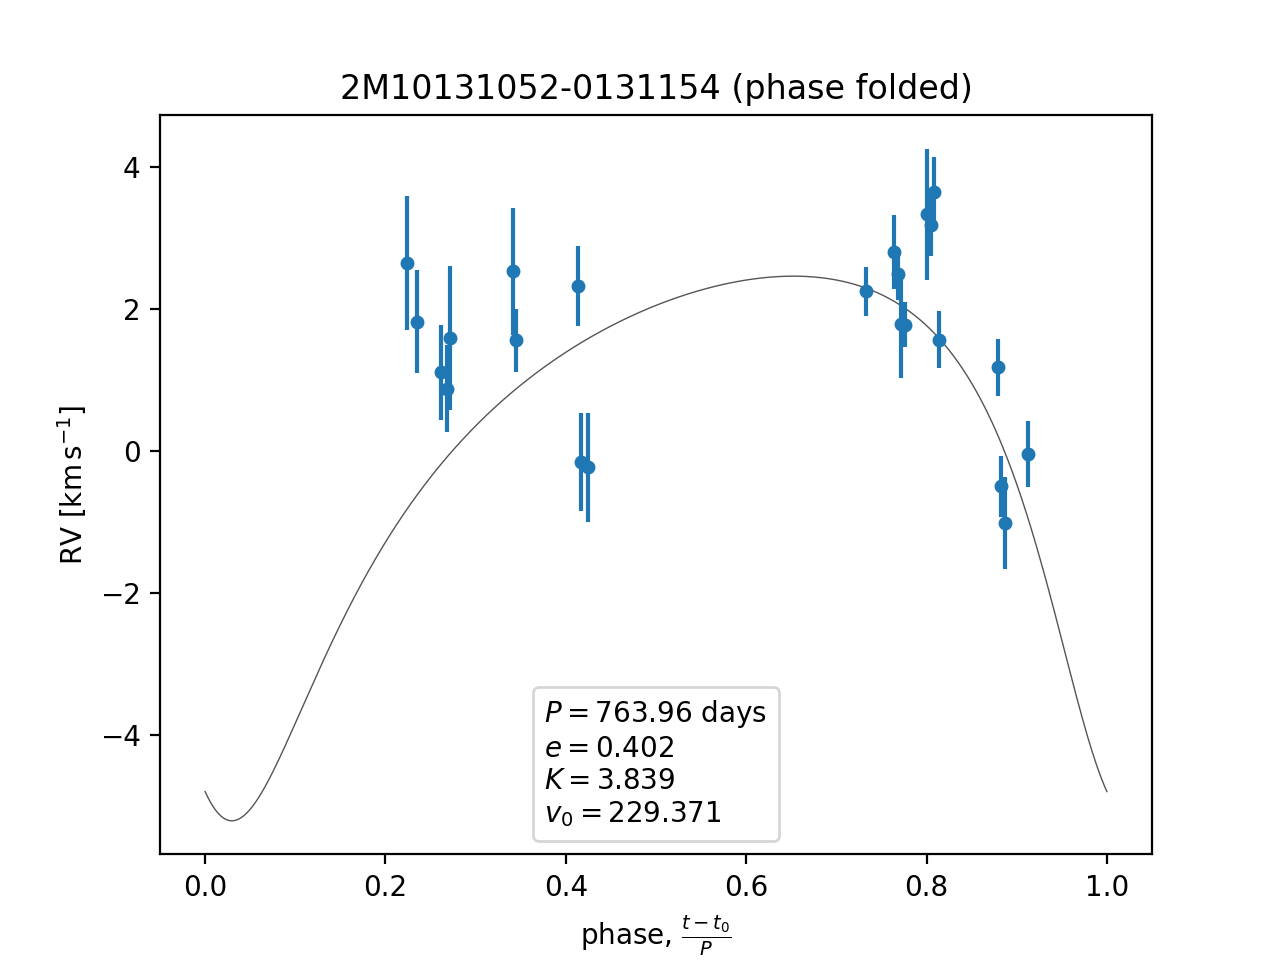 2M10131052-0131154 (phase folded)
4
2
0
−2
−4
RV [km s⁻¹]
P = 763.96 days
e = 0.402
K = 3.839
v₀ = 229.371
0.0 0.2 0.4 0.6 0.8 1.0
phase, (t − t₀)/P